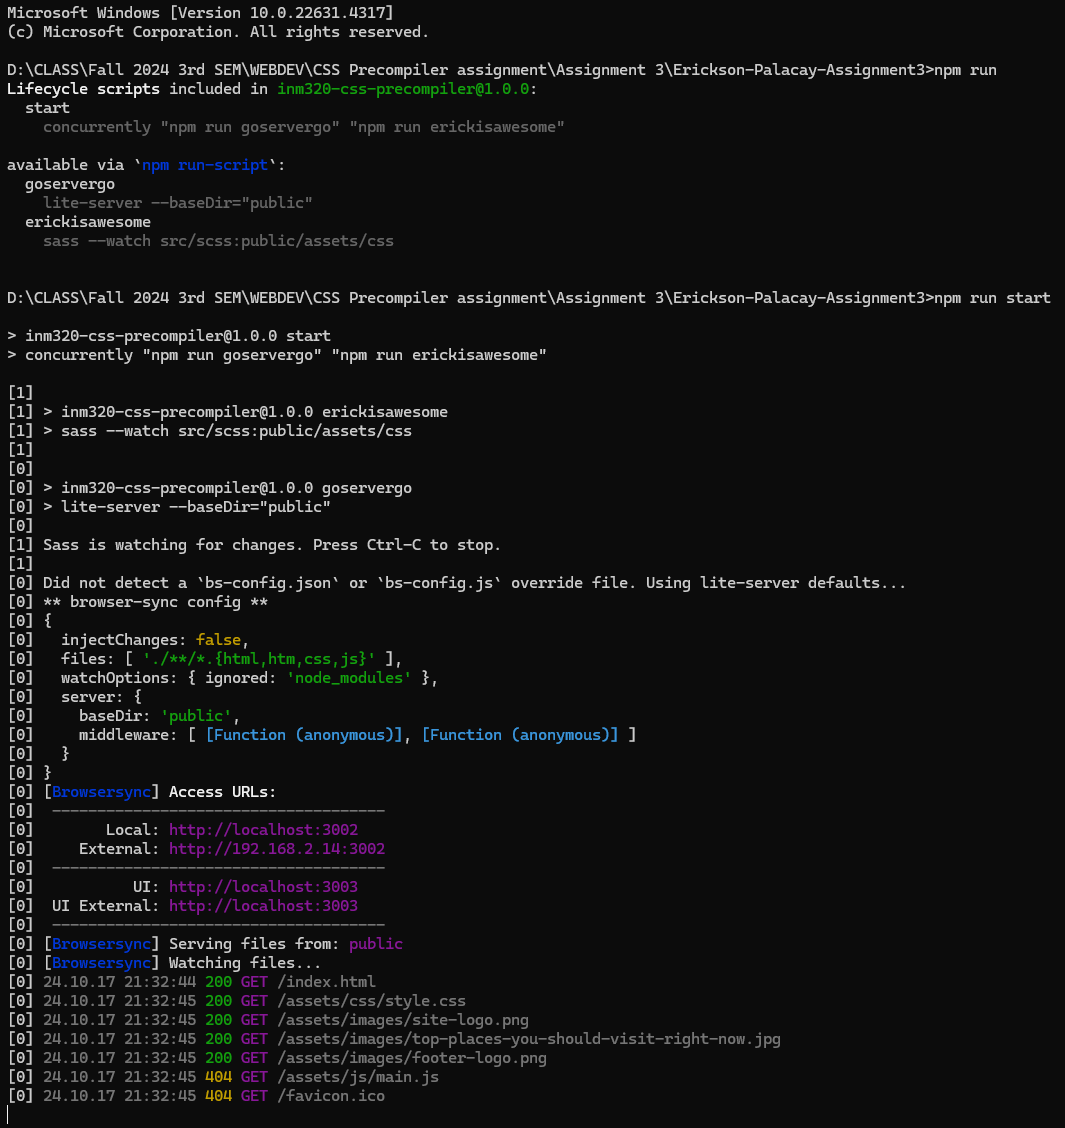 Microsoft Windows [Version 10.0.22631.4317]
(c) Microsoft Corporation. All rights reserved.

D:\CLASS\Fall 2024 3rd SEM\WEBDEV\CSS Precompiler assignment\Assignment 3\Erickson-Palacay-Assignment3>npm run
Lifecycle scripts included in inm320-css-precompiler@1.0.0:
  start
    concurrently "npm run goservergo" "npm run erickisawesome"

available via `npm run-script`:
  goservergo
    lite-server --baseDir="public"
  erickisawesome
    sass --watch src/scss:public/assets/css

D:\CLASS\Fall 2024 3rd SEM\WEBDEV\CSS Precompiler assignment\Assignment 3\Erickson-Palacay-Assignment3>npm run start

> inm320-css-precompiler@1.0.0 start
> concurrently "npm run goservergo" "npm run erickisawesome"

[1]
[1] > inm320-css-precompiler@1.0.0 erickisawesome
[1] > sass --watch src/scss:public/assets/css
[1]
[0]
[0] > inm320-css-precompiler@1.0.0 goservergo
[0] > lite-server --baseDir="public"
[0]
[1] Sass is watching for changes. Press Ctrl-C to stop.
[1]
[0] Did not detect a `bs-config.json` or `bs-config.js` override file. Using lite-server defaults...
[0] ** browser-sync config **
[0] {
[0]   injectChanges: false,
[0]   files: [ './**/*.{html,htm,css,js}' ],
[0]   watchOptions: { ignored: 'node_modules' },
[0]   server: {
[0]     baseDir: 'public',
[0]     middleware: [ [Function (anonymous)], [Function (anonymous)] ]
[0]   }
[0] }
[0] [Browsersync] Access URLs:
[0]  -------------------------------------
[0]        Local: http://localhost:3002
[0]     External: http://192.168.2.14:3002
[0]  -------------------------------------
[0]           UI: http://localhost:3003
[0]  UI External: http://localhost:3003
[0]  -------------------------------------
[0] [Browsersync] Serving files from: public
[0] [Browsersync] Watching files...
[0] 24.10.17 21:32:44 200 GET /index.html
[0] 24.10.17 21:32:45 200 GET /assets/css/style.css
[0] 24.10.17 21:32:45 200 GET /assets/images/site-logo.png
[0] 24.10.17 21:32:45 200 GET /assets/images/top-places-you-should-visit-right-now.jpg
[0] 24.10.17 21:32:45 200 GET /assets/images/footer-logo.png
[0] 24.10.17 21:32:45 404 GET /assets/js/main.js
[0] 24.10.17 21:32:45 404 GET /favicon.ico